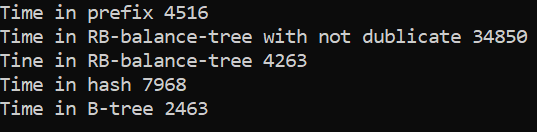 Time in prefix 4516
Time in RB-balance-tree with not dublicate 34850
Tine in RB-balance-tree 4263
Time in hash 7968
Time in B-tree 2463